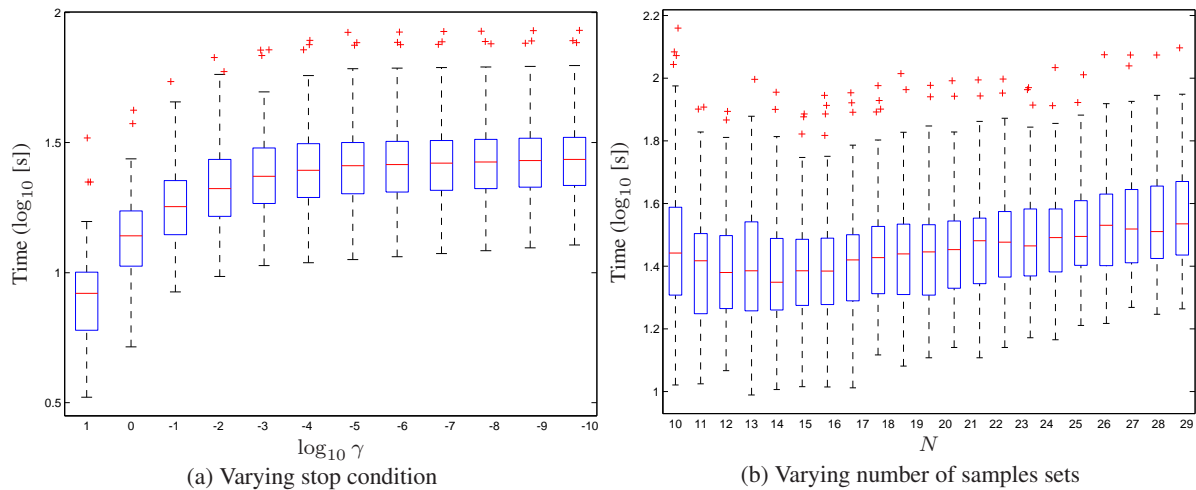 2
1.5
1
0.5
Time (log₁₀ [s])
1 0 -1 -2 -3 -4 -5 -6 -7 -8 -9 -10
log₁₀ γ
(a) Varying stop condition
2.2
2
1.8
1.6
1.4
1.2
1
Time (log₁₀ [s])
10 11 12 13 14 15 16 17 18 19 20 21 22 23 24 25 26 27 28 29
N
(b) Varying number of samples sets